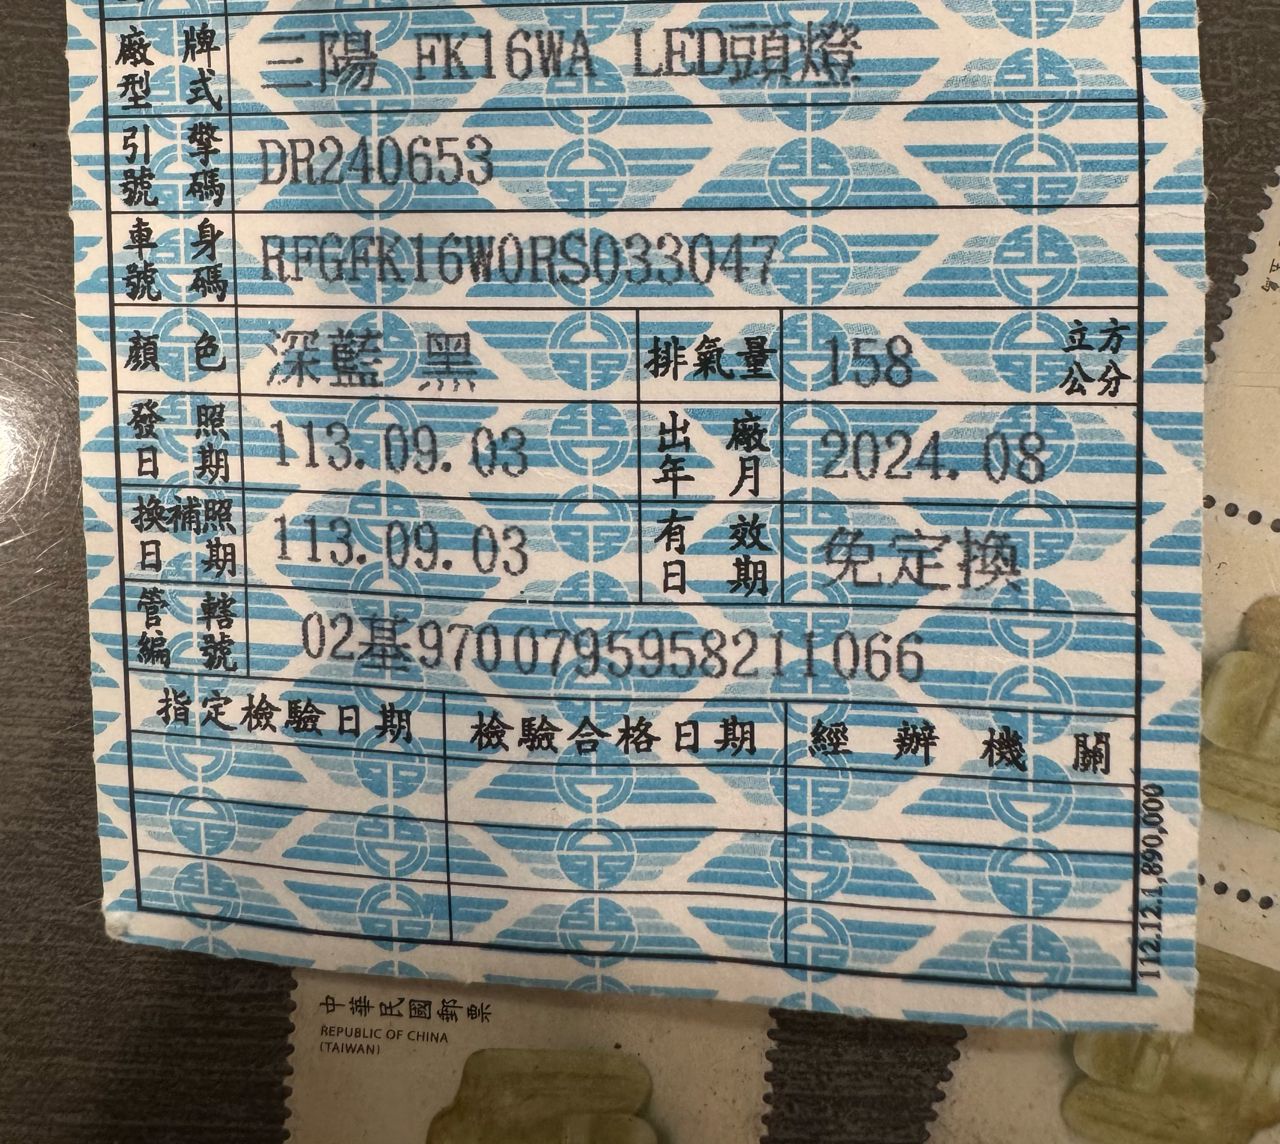 廠牌型式 三陽 FK16WA LED頭燈
引擎號碼 DR240653
車身號碼 RFGFK16W0RS033047
顏色 深藍 黑 排氣量 158 立方公分
發照日期 113.09.03 出廠年月 2024.08
換補照日期 113.09.03 有效日期 免定換
管轄編號 02基9700795958211066
指定檢驗日期 檢驗合格日期 經辦機關
112.12.1,890,000
中華民國郵票
REPUBLIC OF CHINA
(TAIWAN)